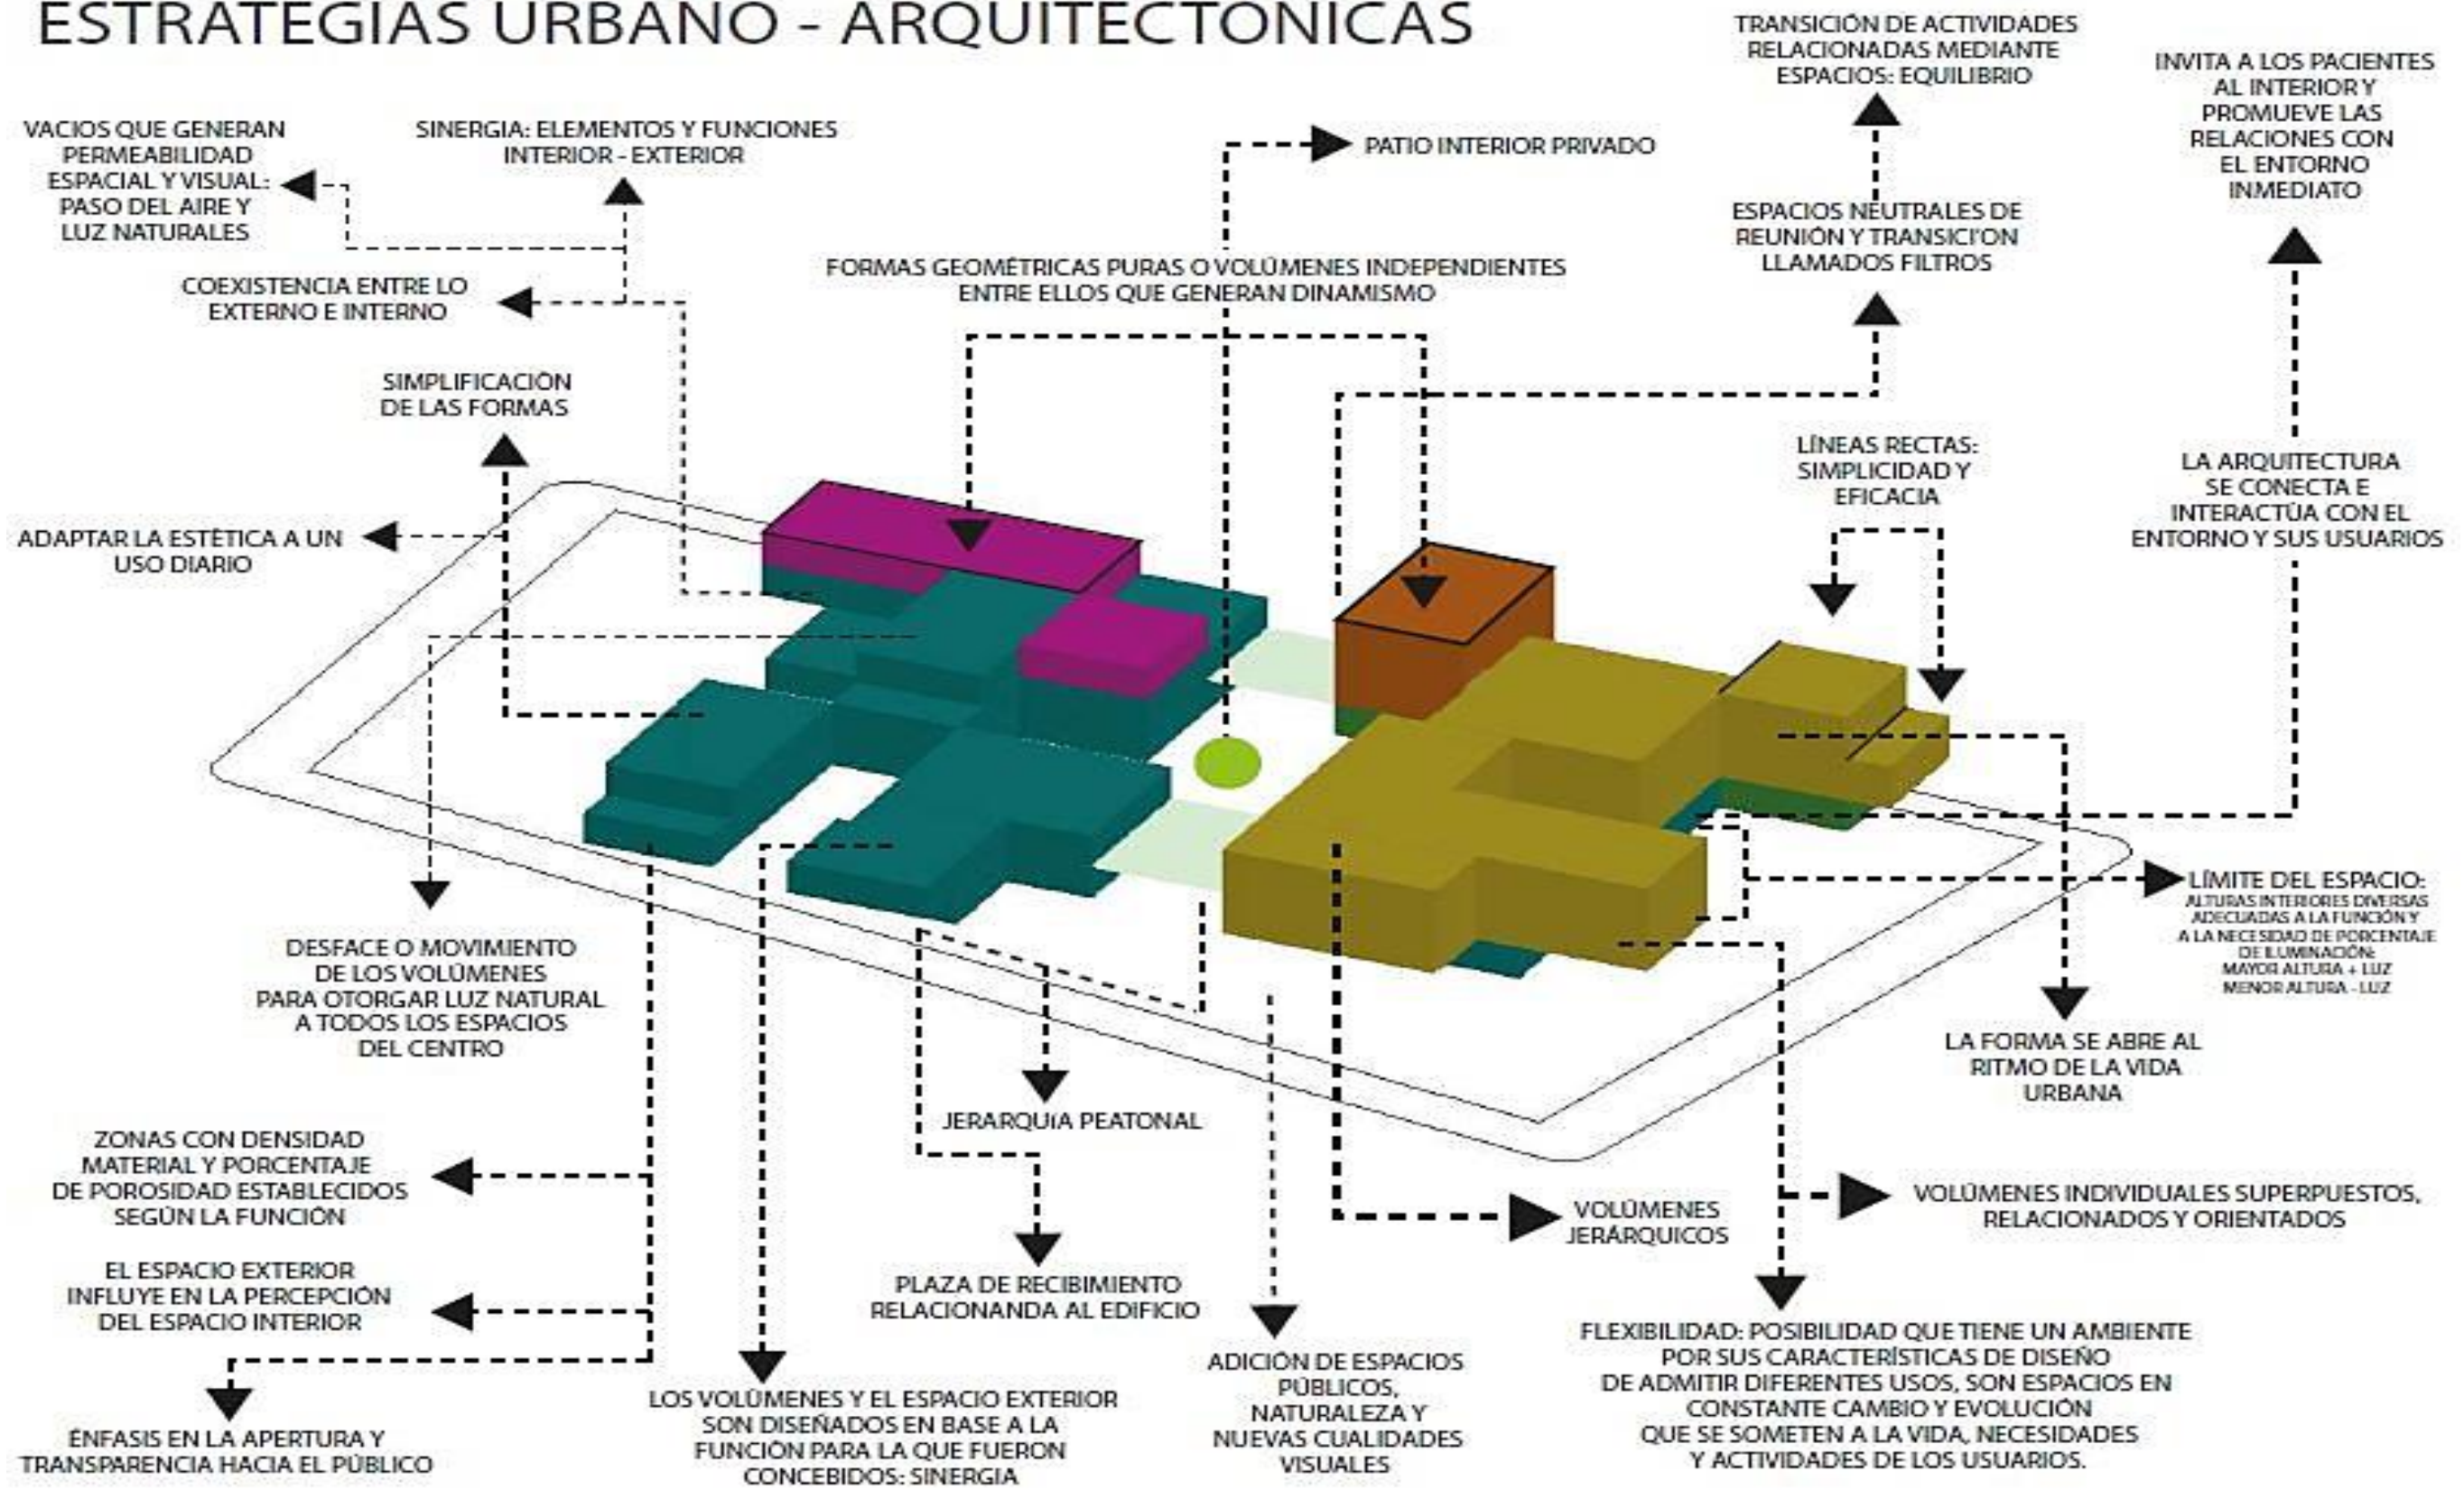 ESTRATEGIAS URBANO - ARQUITECTÓNICAS
VACIOS QUE GENERAN
PERMEABILIDAD
ESPACIAL Y VISUAL:
PASO DEL AIRE Y
LUZ NATURALES
SINERGIA: ELEMENTOS Y FUNCIONES
INTERIOR - EXTERIOR
PATIO INTERIOR PRIVADO
TRANSICIÓN DE ACTIVIDADES
RELACIONADAS MEDIANTE
ESPACIOS: EQUILIBRIO
INVITA A LOS PACIENTES
AL INTERIOR Y
PROMUEVE LAS
RELACIONES CON
EL ENTORNO
INMEDIATO
ESPACIOS NEUTRALES DE
REUNIÓN Y TRANSICI'ON
LLAMADOS FILTROS
COEXISTENCIA ENTRE LO
EXTERNO E INTERNO
FORMAS GEOMÉTRICAS PURAS O VOLÚMENES INDEPENDIENTES
ENTRE ELLOS QUE GENERAN DINAMISMO
SIMPLIFICACIÓN
DE LAS FORMAS
LÍNEAS RECTAS:
SIMPLICIDAD Y
EFICACIA
LA ARQUITECTURA
SE CONECTA E
INTERACTÚA CON EL
ENTORNO Y SUS USUARIOS
ADAPTAR LA ESTÉTICA A UN
USO DIARIO
LÍMITE DEL ESPACIO:
ALTURAS INTERIORES DIVERSAS
ADECUADAS A LA FUNCIÓN Y
A LA NECESIDAD DE PORCENTAJE
DE ILUMINACIÓN:
MAYOR ALTURA + LUZ
MENOR ALTURA - LUZ
DESFACE O MOVIMIENTO
DE LOS VOLÚMENES
PARA OTORGAR LUZ NATURAL
A TODOS LOS ESPACIOS
DEL CENTRO
LA FORMA SE ABRE AL
RITMO DE LA VIDA
URBANA
JERARQUíA PEATONAL
ZONAS CON DENSIDAD
MATERIAL Y PORCENTAJE
DE POROSIDAD ESTABLECIDOS
SEGÚN LA FUNCIÓN
VOLÚMENES
JERÁRQUICOS
VOLÚMENES INDIVIDUALES SUPERPUESTOS,
RELACIONADOS Y ORIENTADOS
EL ESPACIO EXTERIOR
INFLUYE EN LA PERCEPCIÓN
DEL ESPACIO INTERIOR
PLAZA DE RECIBIMIENTO
RELACIONANDA AL EDIFICIO
ÉNFASIS EN LA APERTURA Y
TRANSPARENCIA HACIA EL PÚBLICO
LOS VOLÚMENES Y EL ESPACIO EXTERIOR
SON DISEÑADOS EN BASE A LA
FUNCIÓN PARA LA QUE FUERON
CONCEBIDOS: SINERGIA
ADICIÓN DE ESPACIOS
PÚBLICOS,
NATURALEZA Y
NUEVAS CUALIDADES
VISUALES
FLEXIBILIDAD: POSIBILIDAD QUE TIENE UN AMBIENTE
POR SUS CARACTERÍSTICAS DE DISEÑO
DE ADMITIR DIFERENTES USOS, SON ESPACIOS EN
CONSTANTE CAMBIO Y EVOLUCIÓN
QUE SE SOMETEN A LA VIDA, NECESIDADES
Y ACTIVIDADES DE LOS USUARIOS.